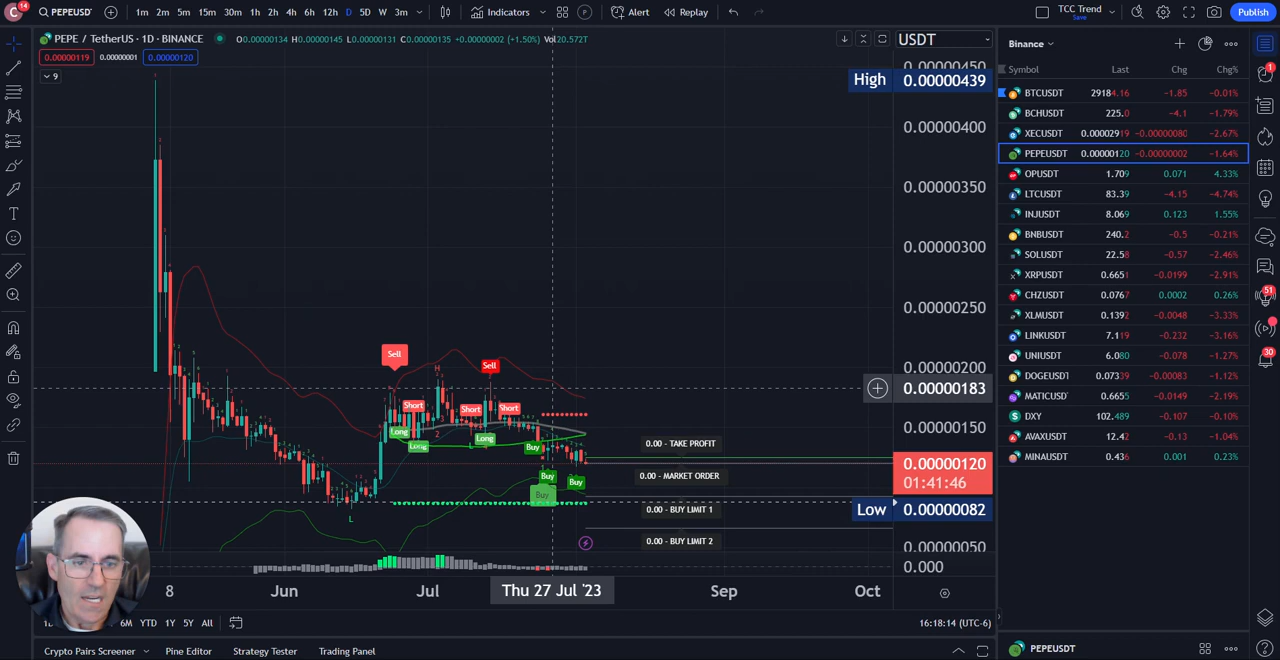 C 14 PEPEUSDT 1m 2m 5m 15m 30m 1h 2h 4h 6h 12h D 5D W 3m Indicators P Alert Replay TCC Trend Save Publish
PEPE / TetherUS · 1D · BINANCE O0.00000134 H0.00000145 L0.00000131 C0.00000135 +0.00000002 (+1.50%) Vol20.572T
0.00000119 0.00000001 0.00000120
9
USDT
0.00000450
High 0.00000439
0.00000400
0.00000350
0.00000300
0.00000250
0.00000200
0.00000183
0.00000150
0.00000120
01:41:46
Low 0.00000082
0.00000050
0.000
Sell
Sell
H
Short
Short
Short
Long
Long
Long
L
Buy
Buy
Buy
Buy
L
0.00 - TAKE PROFIT
0.00 - MARKET ORDER
0.00 - BUY LIMIT 1
0.00 - BUY LIMIT 2
8 Jun Jul Thu 27 Jul '23 Sep Oct
6M YTD 1Y 5Y All 16:18:14 (UTC-6)
Crypto Pairs Screener Pine Editor Strategy Tester Trading Panel
Binance
Symbol Last Chg Chg%
BTCUSDT 29184.16 −1.85 −0.01%
BCHUSDT 225.0 −4.1 −1.79%
XECUSDT 0.00002919 −0.00000080 −2.67%
PEPEUSDT 0.00000120 −0.00000002 −1.64%
OPUSDT 1.709 0.071 4.33%
LTCUSDT 83.39 −4.15 −4.74%
INJUSDT 8.069 0.123 1.55%
BNBUSDT 240.2 −0.5 −0.21%
SOLUSDT 22.58 −0.57 −2.46%
XRPUSDT 0.6651 −0.0199 −2.91%
CHZUSDT 0.0767 0.0002 0.26%
XLMUSDT 0.1392 −0.0048 −3.33%
LINKUSDT 7.119 −0.232 −3.16%
UNIUSDT 6.080 −0.078 −1.27%
DOGEUSDT 0.07339 −0.00083 −1.12%
MATICUSDT 0.6655 −0.0149 −2.19%
DXY 102.489 −0.107 −0.10%
AVAXUSDT 12.42 −0.13 −1.04%
MINAUSDT 0.436 0.001 0.23%
PEPEUSDT
1
51
30